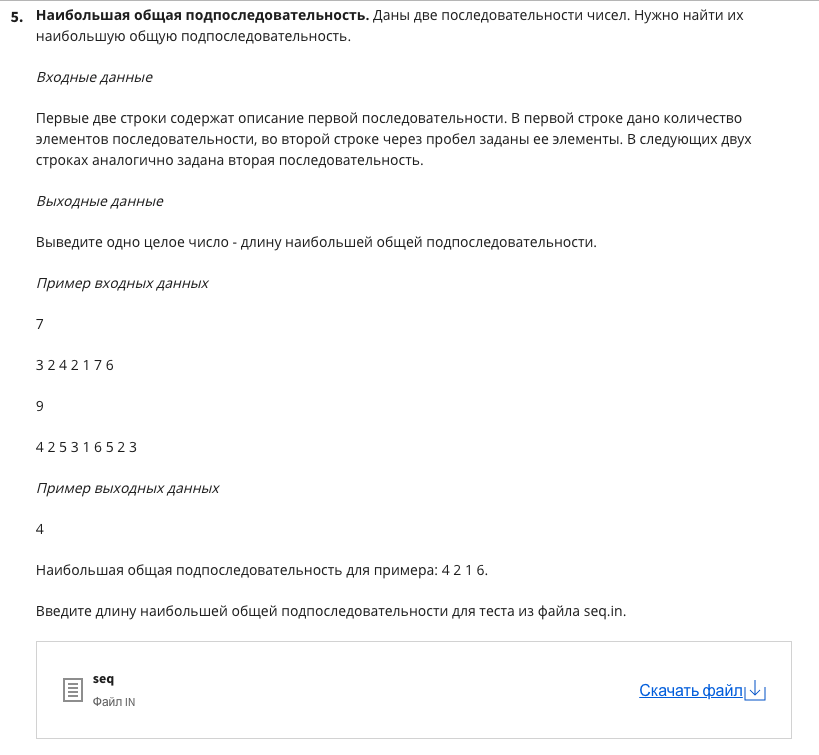 5. Наибольшая общая подпоследовательность. Даны две последовательности чисел. Нужно найти их
наибольшую общую подпоследовательность.
Входные данные
Первые две строки содержат описание первой последовательности. В первой строке дано количество
элементов последовательности, во второй строке через пробел заданы ее элементы. В следующих двух
строках аналогично задана вторая последовательность.
Выходные данные
Выведите одно целое число - длину наибольшей общей подпоследовательности.
Пример входных данных
7
3 2 4 2 1 7 6
9
4 2 5 3 1 6 5 2 3
Пример выходных данных
4
Наибольшая общая подпоследовательность для примера: 4 2 1 6.
Введите длину наибольшей общей подпоследовательности для теста из файла seq.in.
seq
Файл IN
Скачать файл